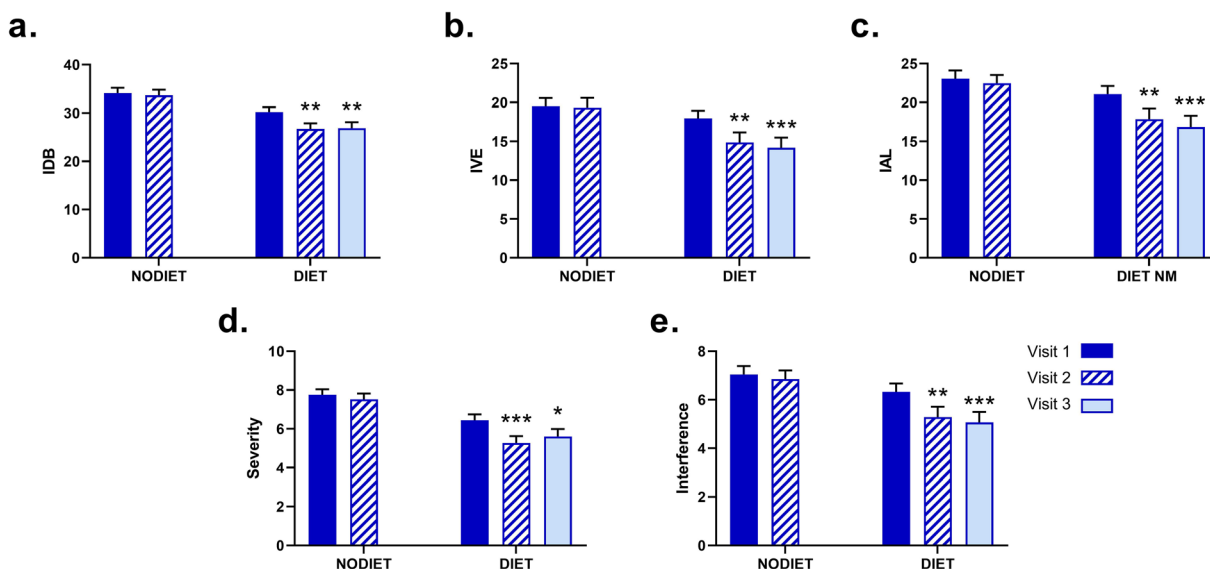 a.
IDB
40
30
20
10
0
** **
NODIET DIET
b.
IVE
25
20
15
10
5
0
** ***
NODIET DIET
c.
IAL
25
20
15
10
5
0
** ***
NODIET DIET NM
d.
Severity
10
8
6
4
2
0
*** *
NODIET DIET
e.
Interference
8
6
4
2
0
** ***
NODIET DIET
Visit 1
Visit 2
Visit 3